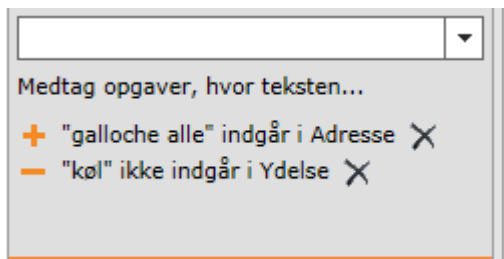 Medtag opgaver, hvor teksten...
"galloche alle" indgår i Adresse
"køl" ikke indgår i Ydelse